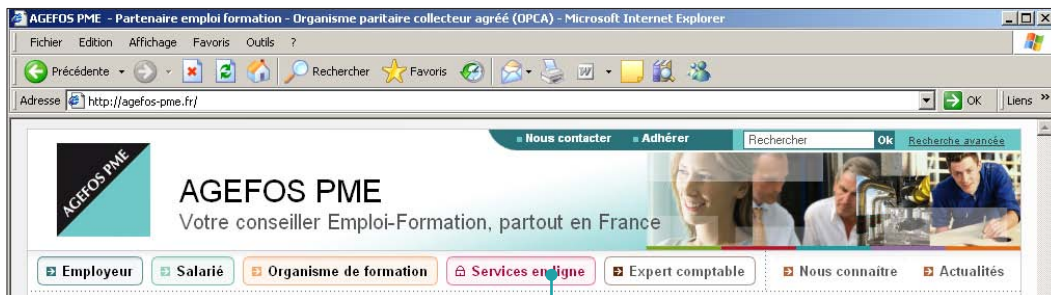 AGEFOS PME - Partenaire emploi formation - Organisme paritaire collecteur agréé (OPCA) - Microsoft Internet Explorer
Fichier Edition Affichage Favoris Outils ?
Précédente Rechercher Favoris
Adresse http://agefos-pme.fr/ OK Liens »
Nous contacter Adhérer Rechercher Ok Recherche avancée
AGEFOS PME
AGEFOS PME
Votre conseiller Emploi-Formation, partout en France
Employeur Salarié Organisme de formation Services en ligne Expert comptable Nous connaître Actualités